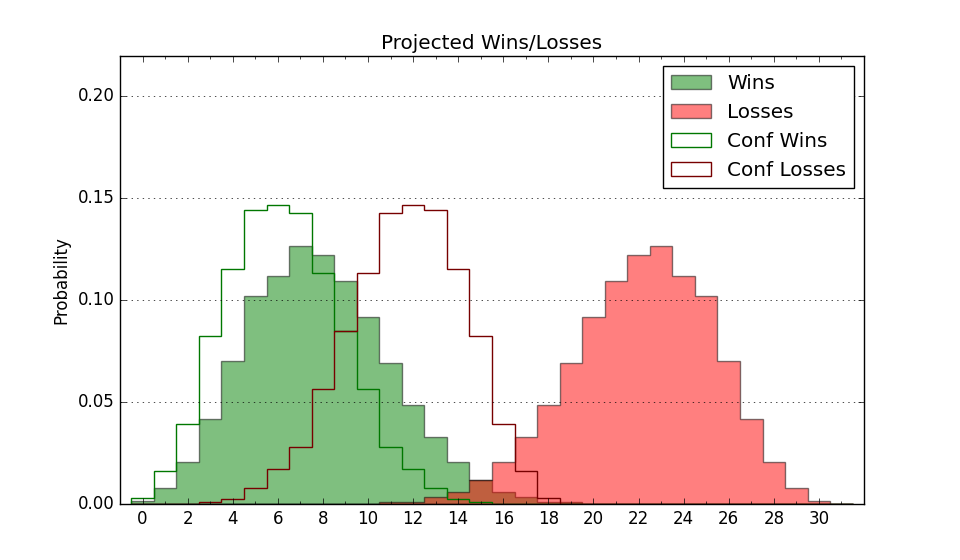 Projected Wins/Losses
Wins
Losses
Conf Wins
Conf Losses
Probability
0.20
0.15
0.10
0.05
0.00
0 2 4 6 8 10 12 14 16 18 20 22 24 26 28 30